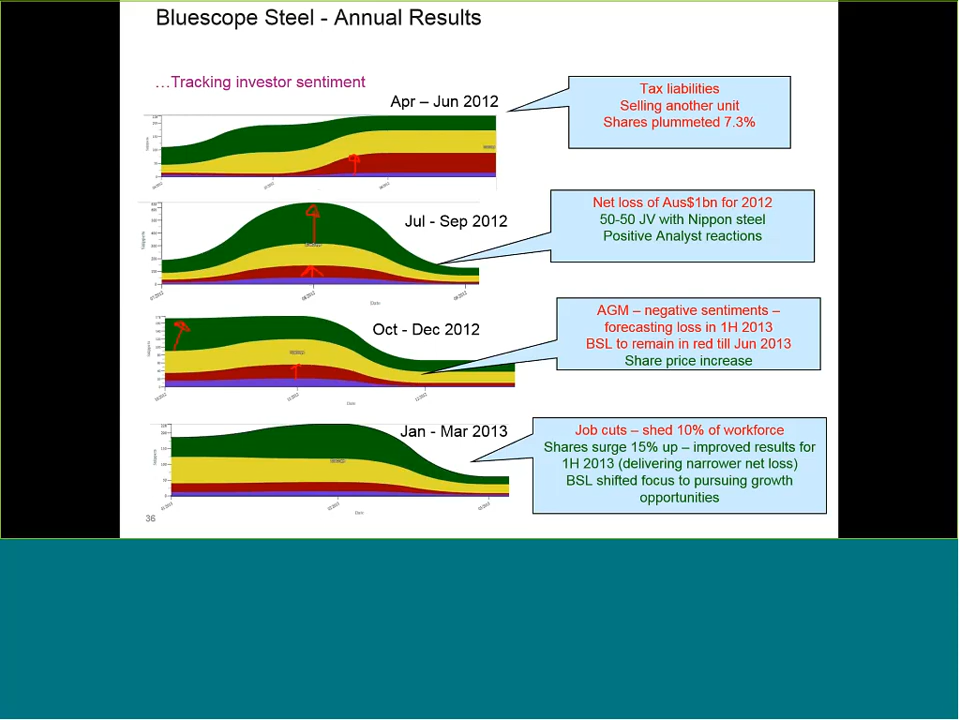 Bluescope Steel - Annual Results
…Tracking investor sentiment
Apr – Jun 2012
Tax liabilities
Selling another unit
Shares plummeted 7.3%
Jul - Sep 2012
Net loss of Aus$1bn for 2012
50-50 JV with Nippon steel
Positive Analyst reactions
Date
Oct - Dec 2012
AGM – negative sentiments –
forecasting loss in 1H 2013
BSL to remain in red till Jun 2013
Share price increase
Date
Jan - Mar 2013
Job cuts – shed 10% of workforce
Shares surge 15% up – improved results for
1H 2013 (delivering narrower net loss)
BSL shifted focus to pursuing growth
opportunities
Date
36